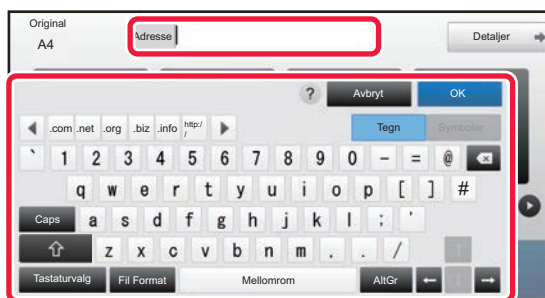 Original
A4
Adresse
Detaljer
? Avbryt OK
.com .net .org .biz .info http:/
/
Tegn Symboler
` 1 2 3 4 5 6 7 8 9 0 - = @
q w e r t y u i o p [ ] #
Caps a s d f g h j k l ; '
z x c v b n m . . /
Tastaturvalg Fil Format Mellomrom AltGr